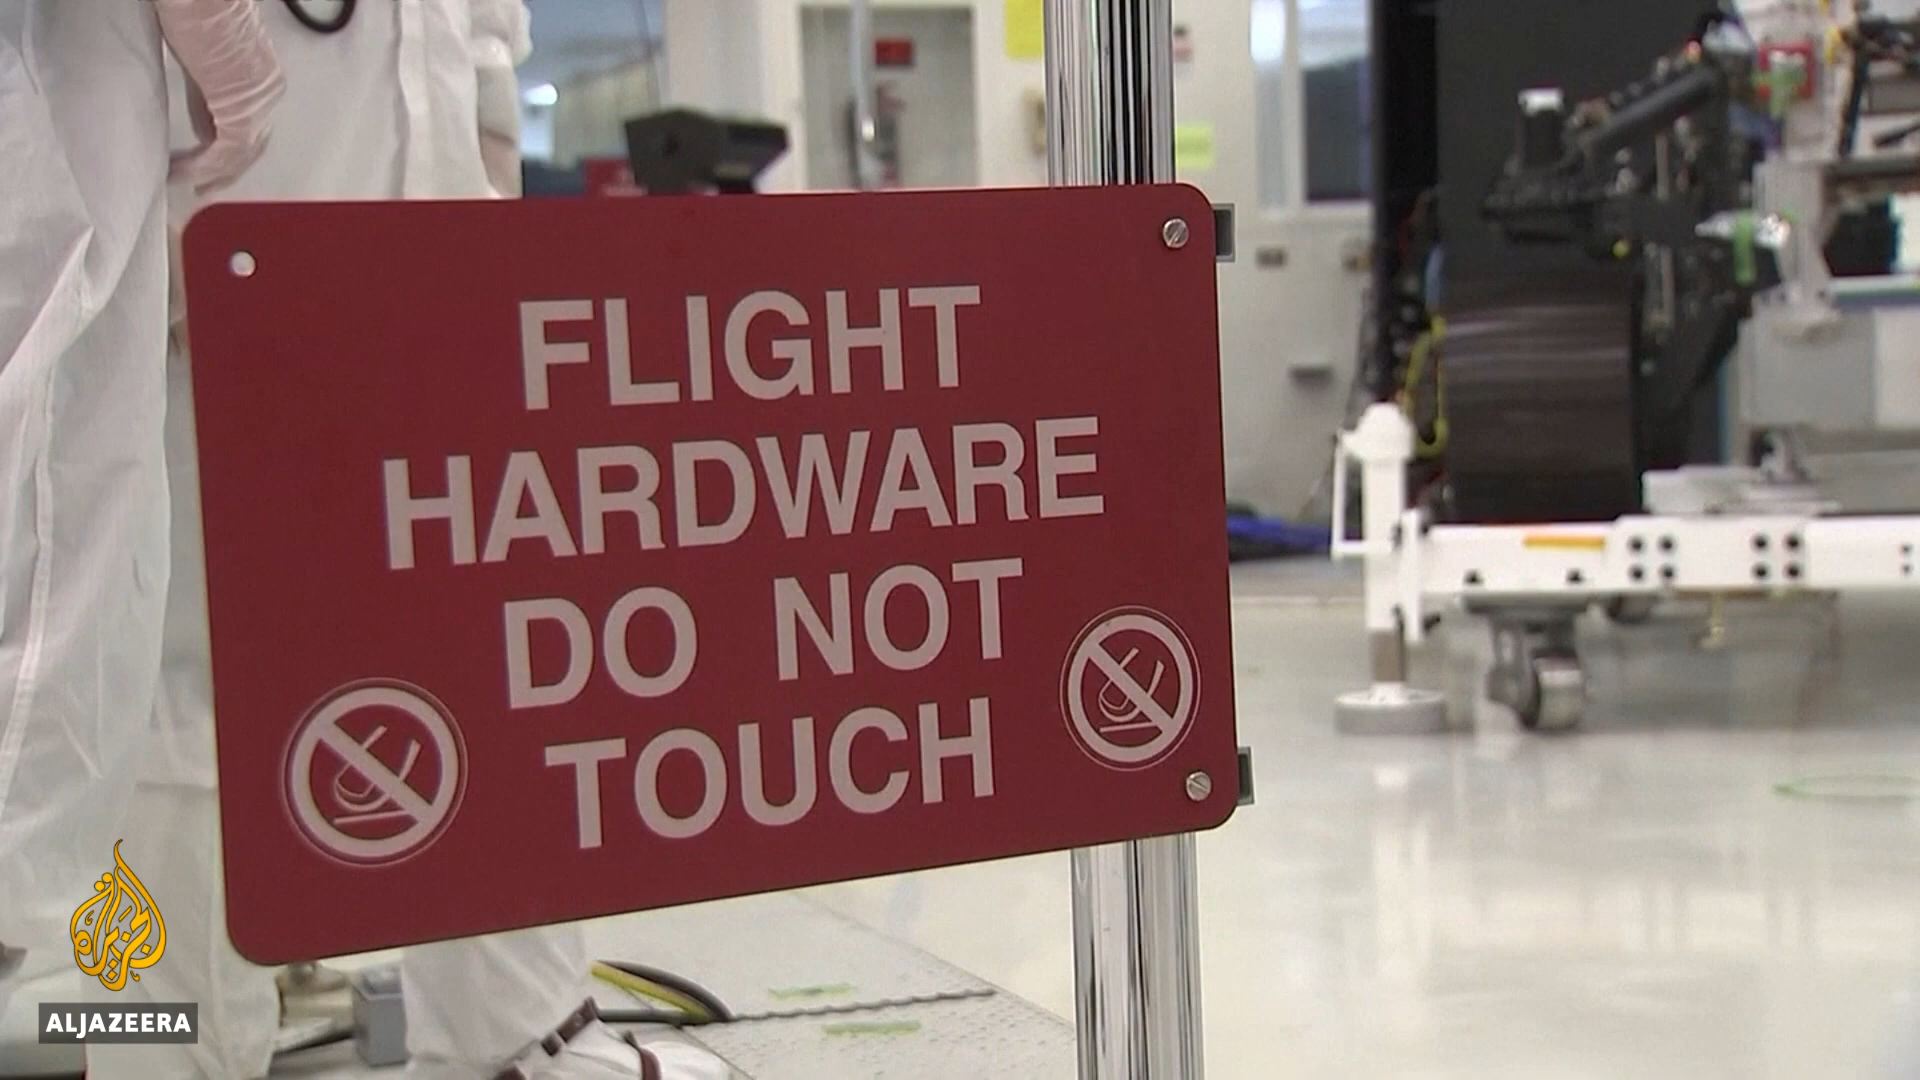 FLIGHT
HARDWARE
DO NOT
TOUCH
الجزيرة
ALJAZEERA